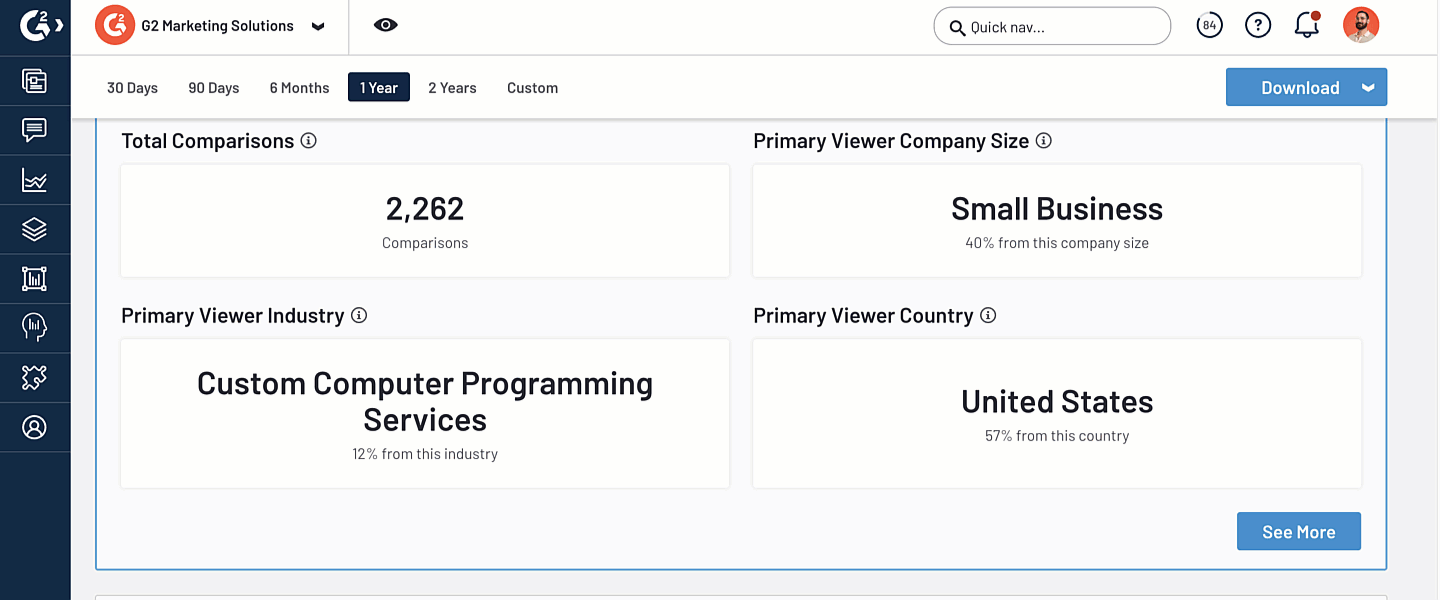 G2 Marketing Solutions
Quick nav...
84
30 Days
90 Days
6 Months
1 Year
2 Years
Custom
Download
Total Comparisons
2,262
Comparisons
Primary Viewer Company Size
Small Business
40% from this company size
Primary Viewer Industry
Custom Computer Programming
Services
12% from this industry
Primary Viewer Country
United States
57% from this country
See More